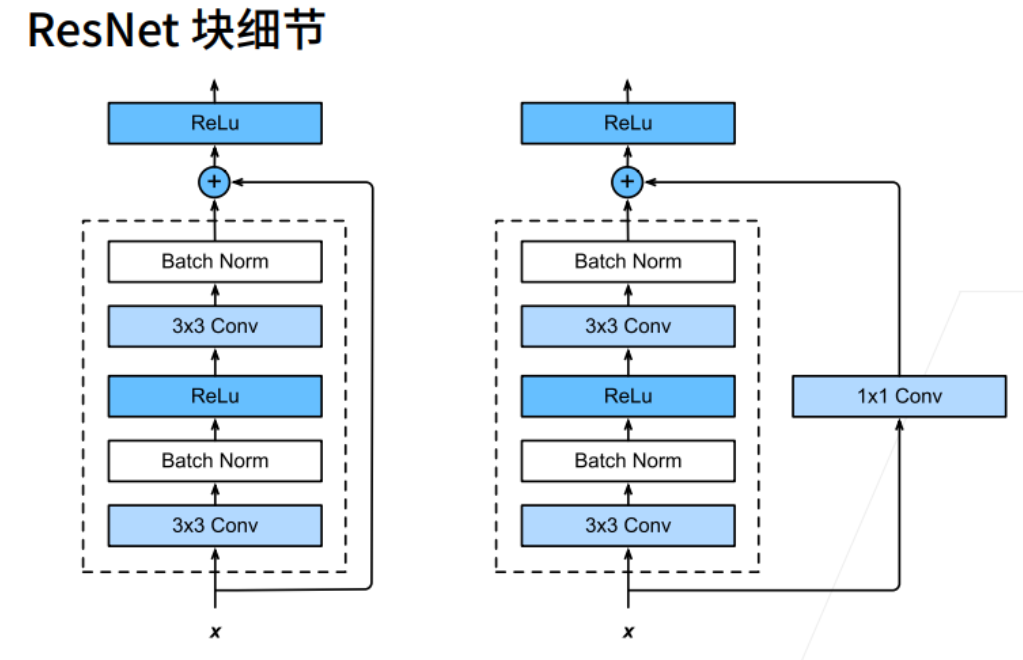 ResNet 块细节
ReLu
+
Batch Norm
3x3 Conv
ReLu
Batch Norm
3x3 Conv
x
ReLu
+
Batch Norm
3x3 Conv
ReLu
1x1 Conv
Batch Norm
3x3 Conv
x